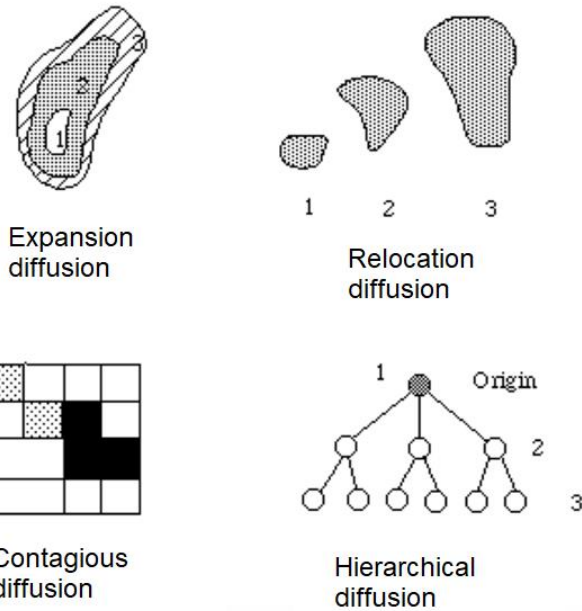 3
2
1
Expansion
diffusion
1 2 3
Relocation
diffusion
1 Origin
2
3
Contagious
diffusion
Hierarchical
diffusion